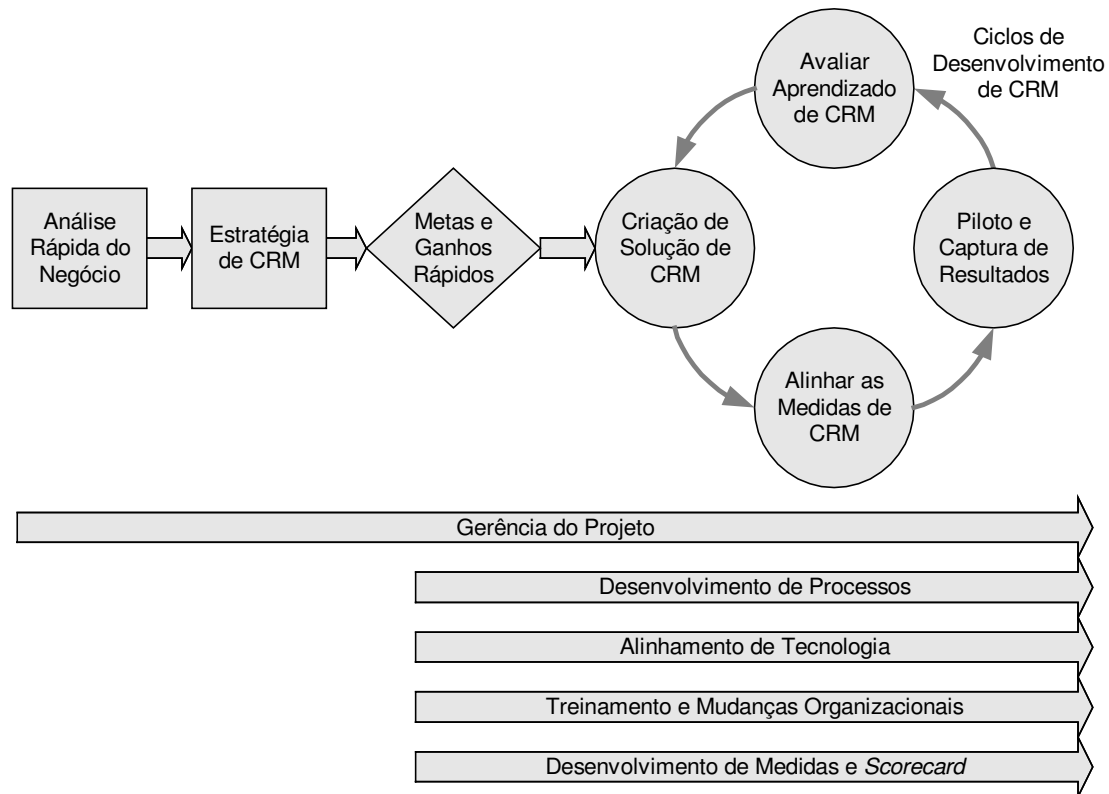 Análise
Rápida do
Negócio
Estratégia
de CRM
Metas e
Ganhos
Rápidos
Criação de
Solução de
CRM
Avaliar
Aprendizado
de CRM
Ciclos de
Desenvolvimento
de CRM
Piloto e
Captura de
Resultados
Alinhar as
Medidas de
CRM
Gerência do Projeto
Desenvolvimento de Processos
Alinhamento de Tecnologia
Treinamento e Mudanças Organizacionais
Desenvolvimento de Medidas e Scorecard